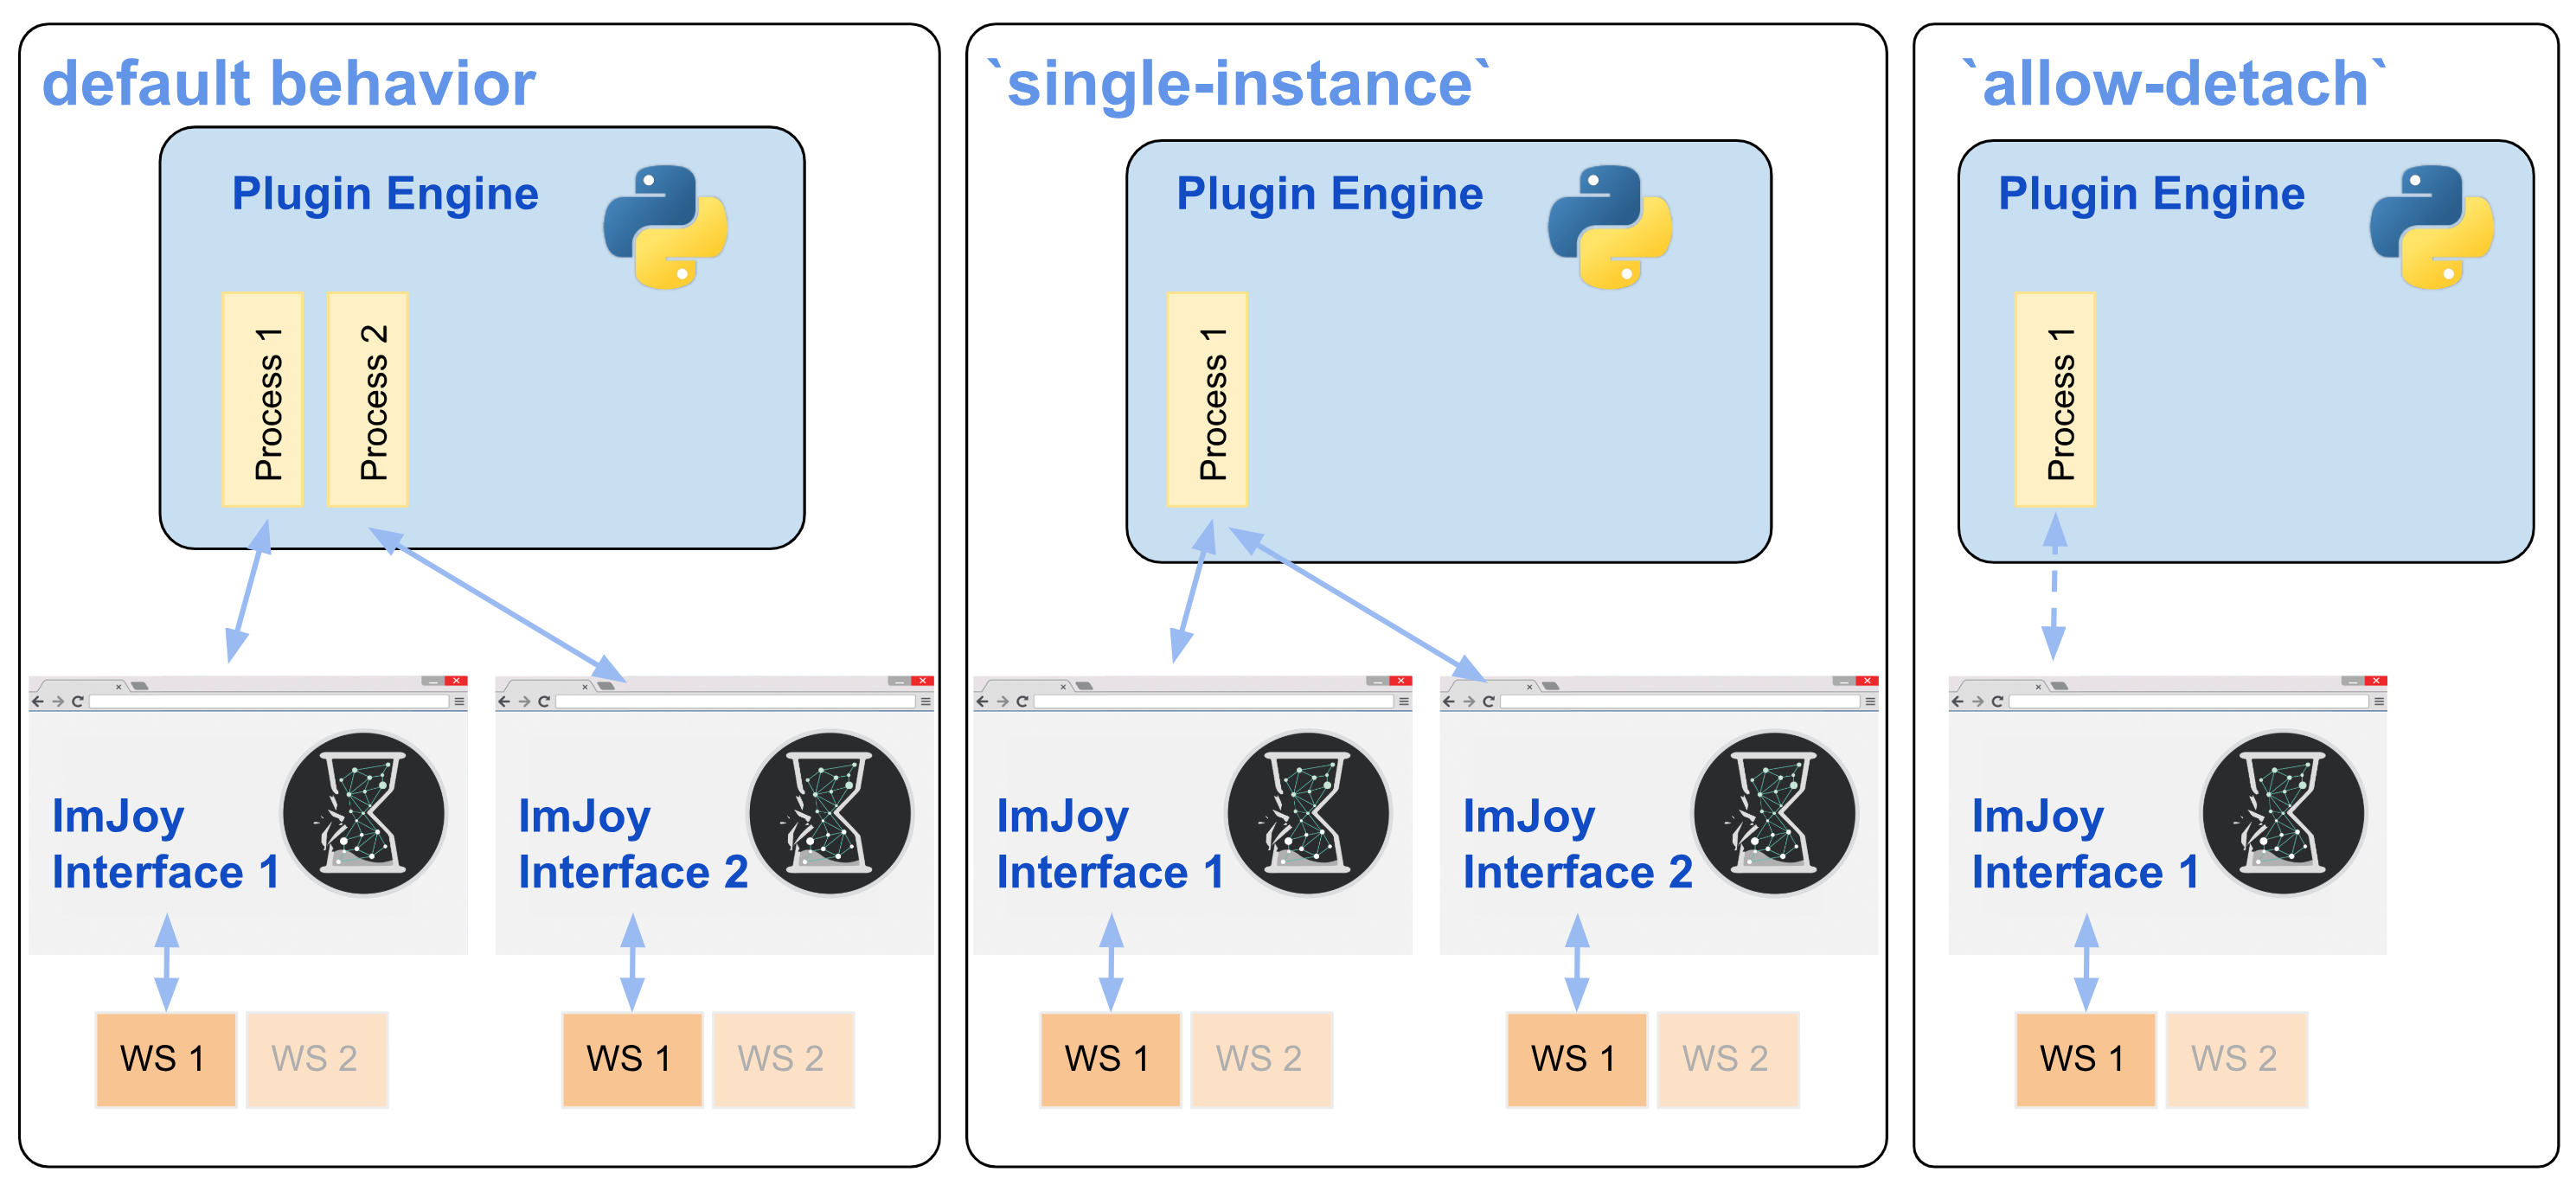 default behavior
Plugin Engine
Process 1
Process 2
ImJoy
Interface 1
ImJoy
Interface 2
WS 1
WS 2
WS 1
WS 2
`single-instance`
Plugin Engine
Process 1
ImJoy
Interface 1
ImJoy
Interface 2
WS 1
WS 2
WS 1
WS 2
`allow-detach`
Plugin Engine
Process 1
ImJoy
Interface 1
WS 1
WS 2